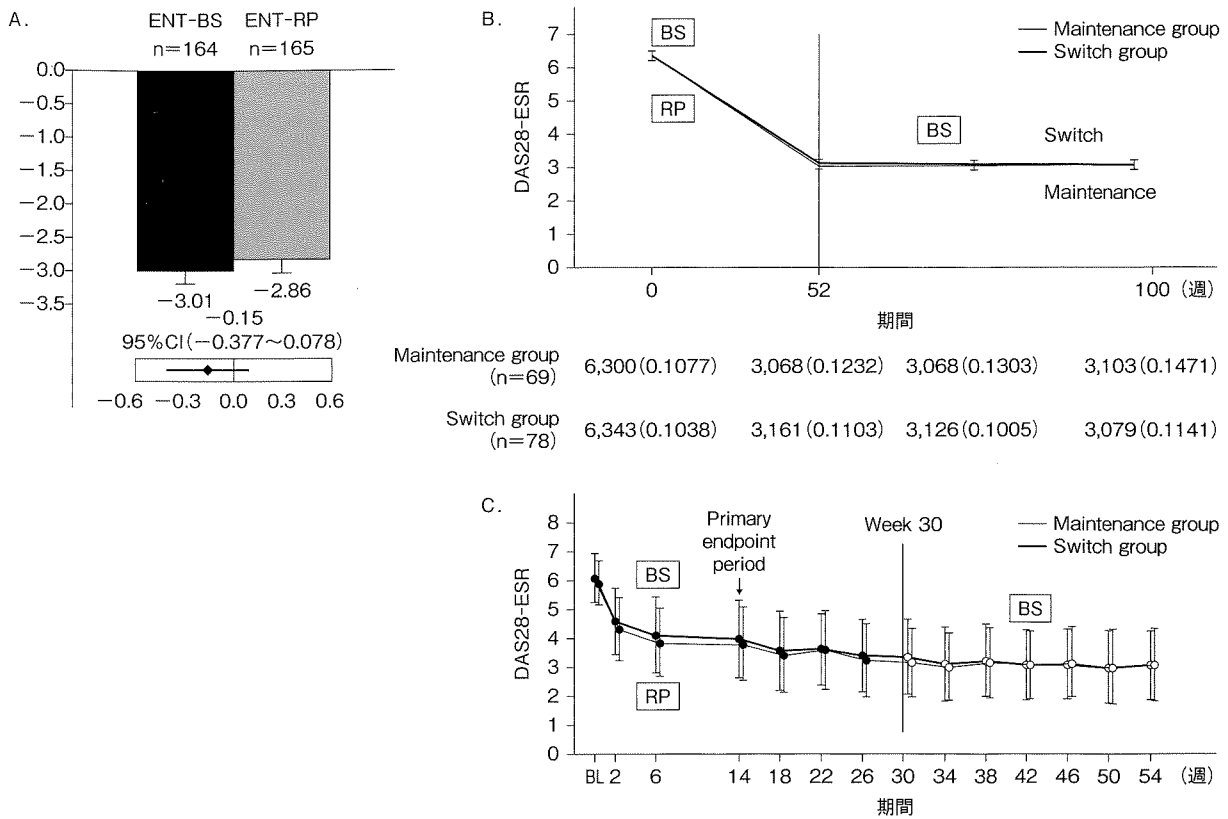 A.
ENT-BS ENT-RP
n=164 n=165
0.0
−0.5
−1.0
−1.5
−2.0
−2.5
−3.0
−3.5
−3.01
−2.86
−0.15
95%CI(−0.377~0.078)
−0.6 −0.3 0.0 0.3 0.6
B.
DAS28-ESR
7
6
5
4
3
2
1
0
BS
RP
BS
Maintenance group
Switch group
Switch
Maintenance
0 52 100 (週)
期間
Maintenance group
(n=69)
6,300(0.1077) 3,068(0.1232) 3,068(0.1303) 3,103(0.1471)
Switch group
(n=78)
6,343(0.1038) 3,161(0.1103) 3,126(0.1005) 3,079(0.1141)
C.
DAS28-ESR
8
7
6
5
4
3
2
1
0
BS
RP
Primary
endpoint
period
Week 30
Maintenance group
Switch group
BS
BL 2 6 14 18 22 26 30 34 38 42 46 50 54 (週)
期間